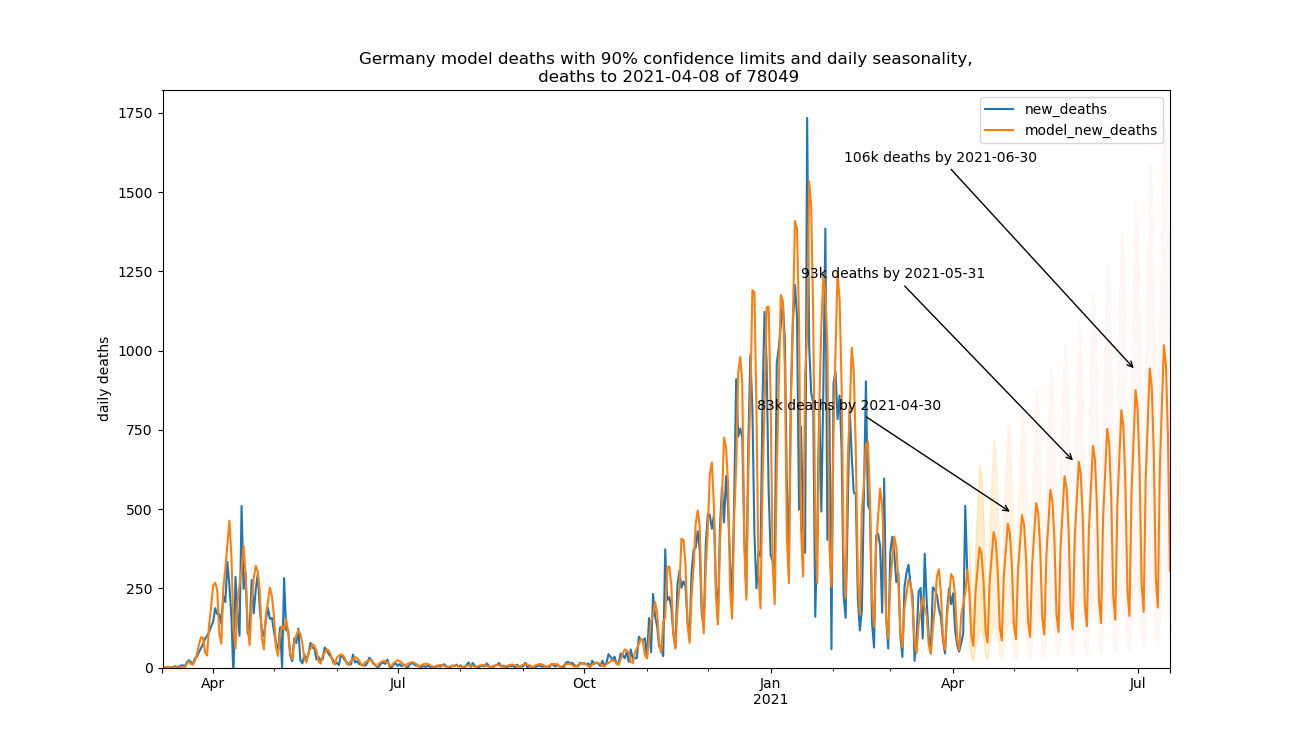 Germany model deaths with 90% confidence limits and daily seasonality,
deaths to 2021-04-08 of 78049
new_deaths
model_new_deaths
106k deaths by 2021-06-30
93k deaths by 2021-05-31
83k deaths by 2021-04-30
daily deaths
1750
1500
1250
1000
750
500
250
0
Apr
Jul
Oct
Jan
2021
Apr
Jul